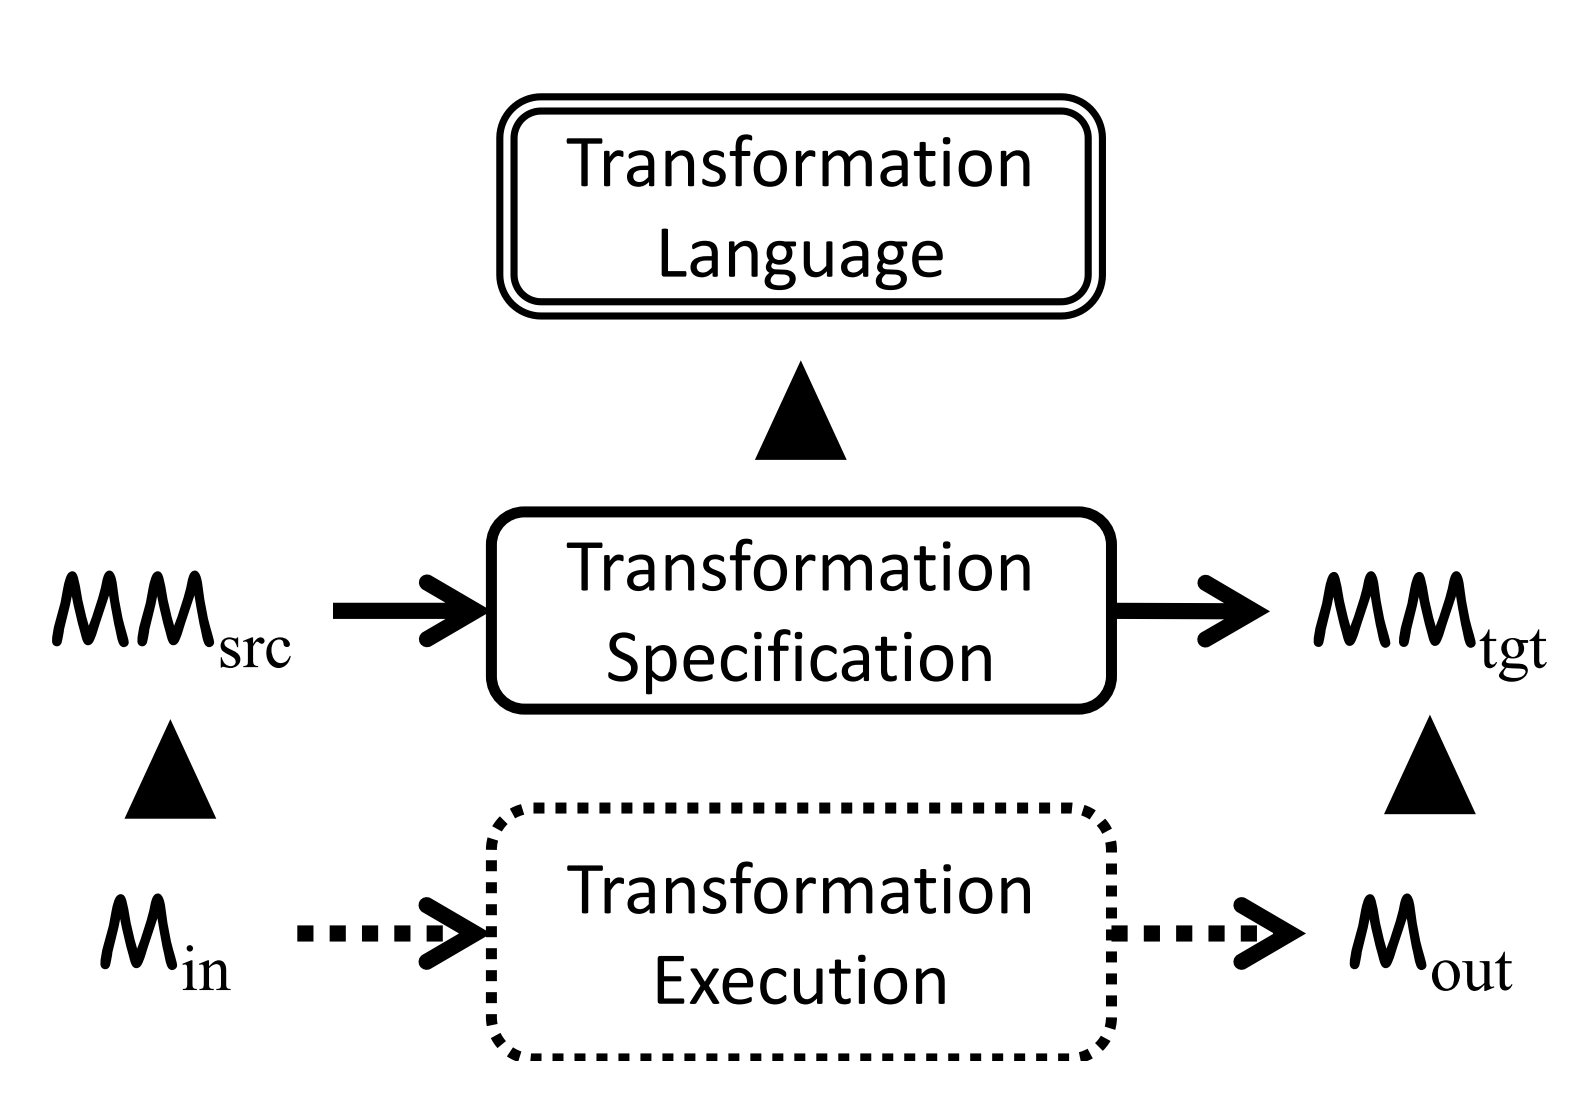 Transformation
Language
MMsrc
Transformation
Specification
MMtgt
Min
Transformation
Execution
Mout